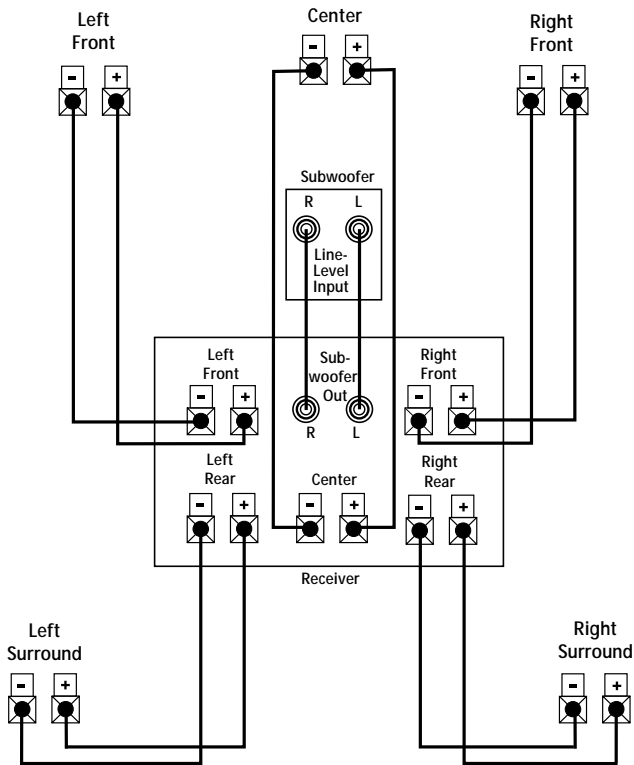 Left
Front
Center
Right
Front
- +
- +
- +
Subwoofer
R L
Line-
Level
Input
Left
Front
Sub-
woofer
Out
Right
Front
- +
- +
R L
Left
Rear
Center
Right
Rear
- +
- +
- +
Receiver
Left
Surround
Right
Surround
- +
- +